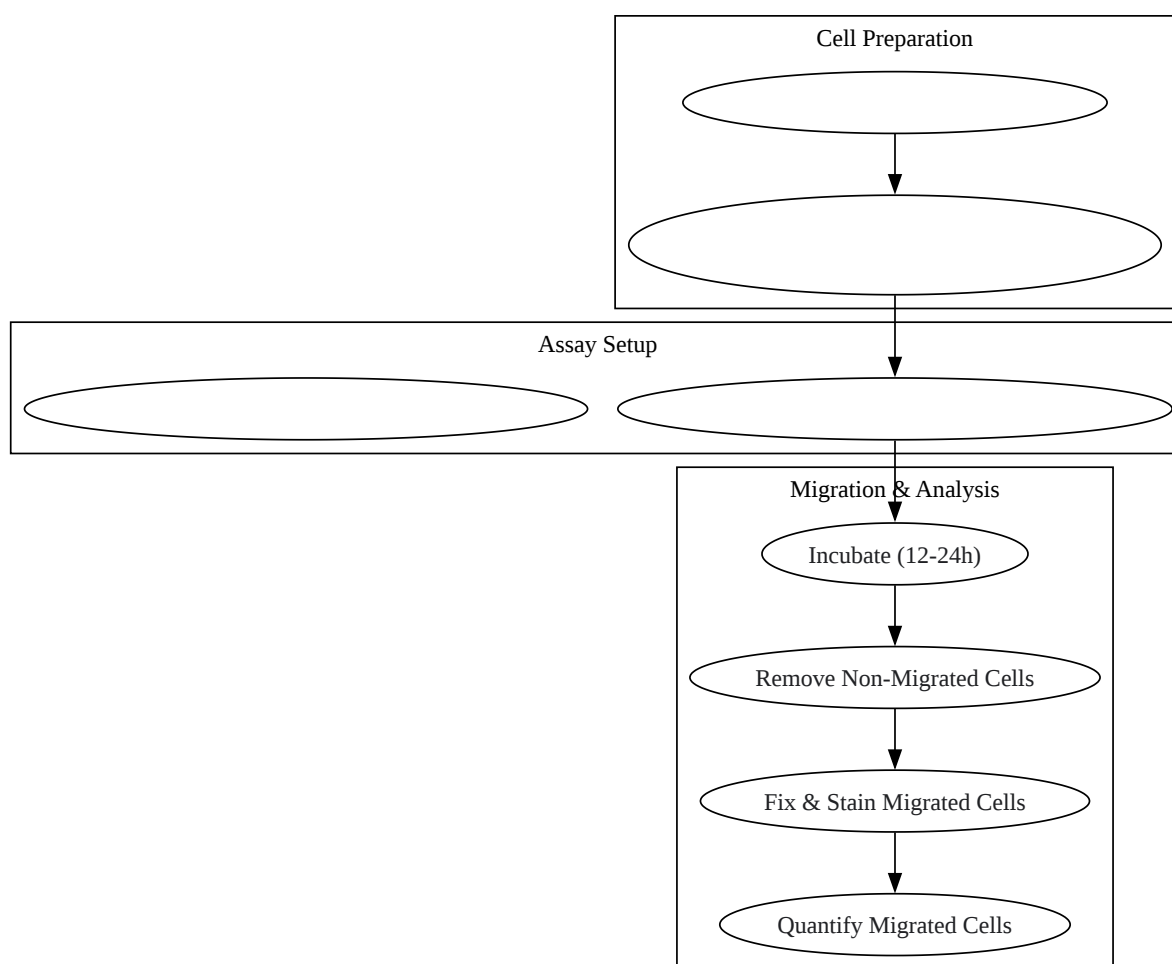 Cell Preparation
Assay Setup
Migration & Analysis
Incubate (12-24h)
Remove Non-Migrated Cells
Fix & Stain Migrated Cells
Quantify Migrated Cells